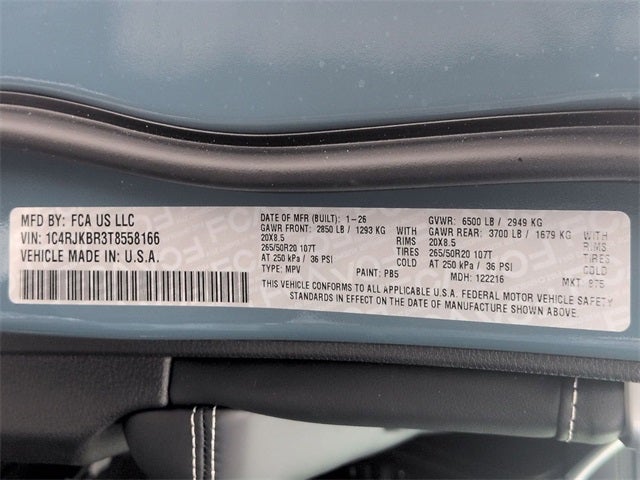 MFD BY: FCA US LLC
VIN: 1C4RJKBR3T8558166
VEHICLE MADE IN: U.S.A.
DATE OF MFR (BUILT): 1-26
GAWR FRONT: 2850 LB / 1293 KG WITH
20X8.5 RIMS
265/50R20 107T TIRES
AT 250 kPa / 36 PSI COLD
TYPE: MPV PAINT: PB5
GVWR: 6500 LB / 2949 KG
GAWR REAR: 3700 LB / 1679 KG WITH
20X8.5 RIMS
265/50R20 107T TIRES
AT 250 kPa / 36 PSI COLD
MDH: 122216 MKT: 875
THIS VEHICLE CONFORMS TO ALL APPLICABLE U.S.A. FEDERAL MOTOR VEHICLE SAFETY
STANDARDS IN EFFECT ON THE DATE OF MANUFACTURE SHOWN ABOVE.